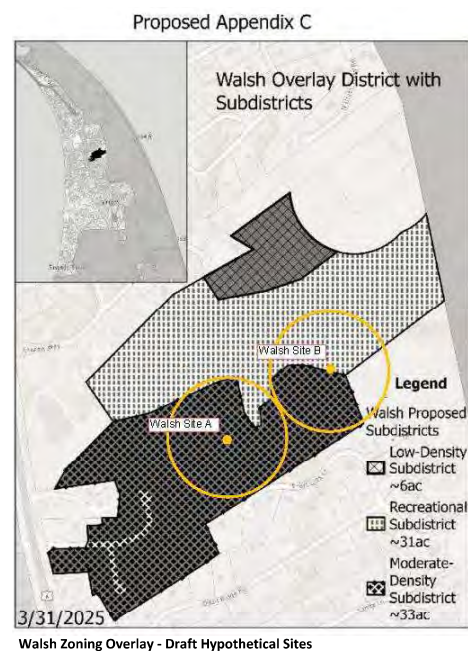 Proposed Appendix C
Walsh Overlay District with
Subdistricts
Walsh Site B
Walsh Site A
Legend
Walsh Proposed
Subdistricts
Low-Density
Subdistrict
~6ac
Recreational
Subdistrict
~31ac
Moderate-
Density
Subdistrict
~33ac
3/31/2025
Walsh Zoning Overlay - Draft Hypothetical Sites